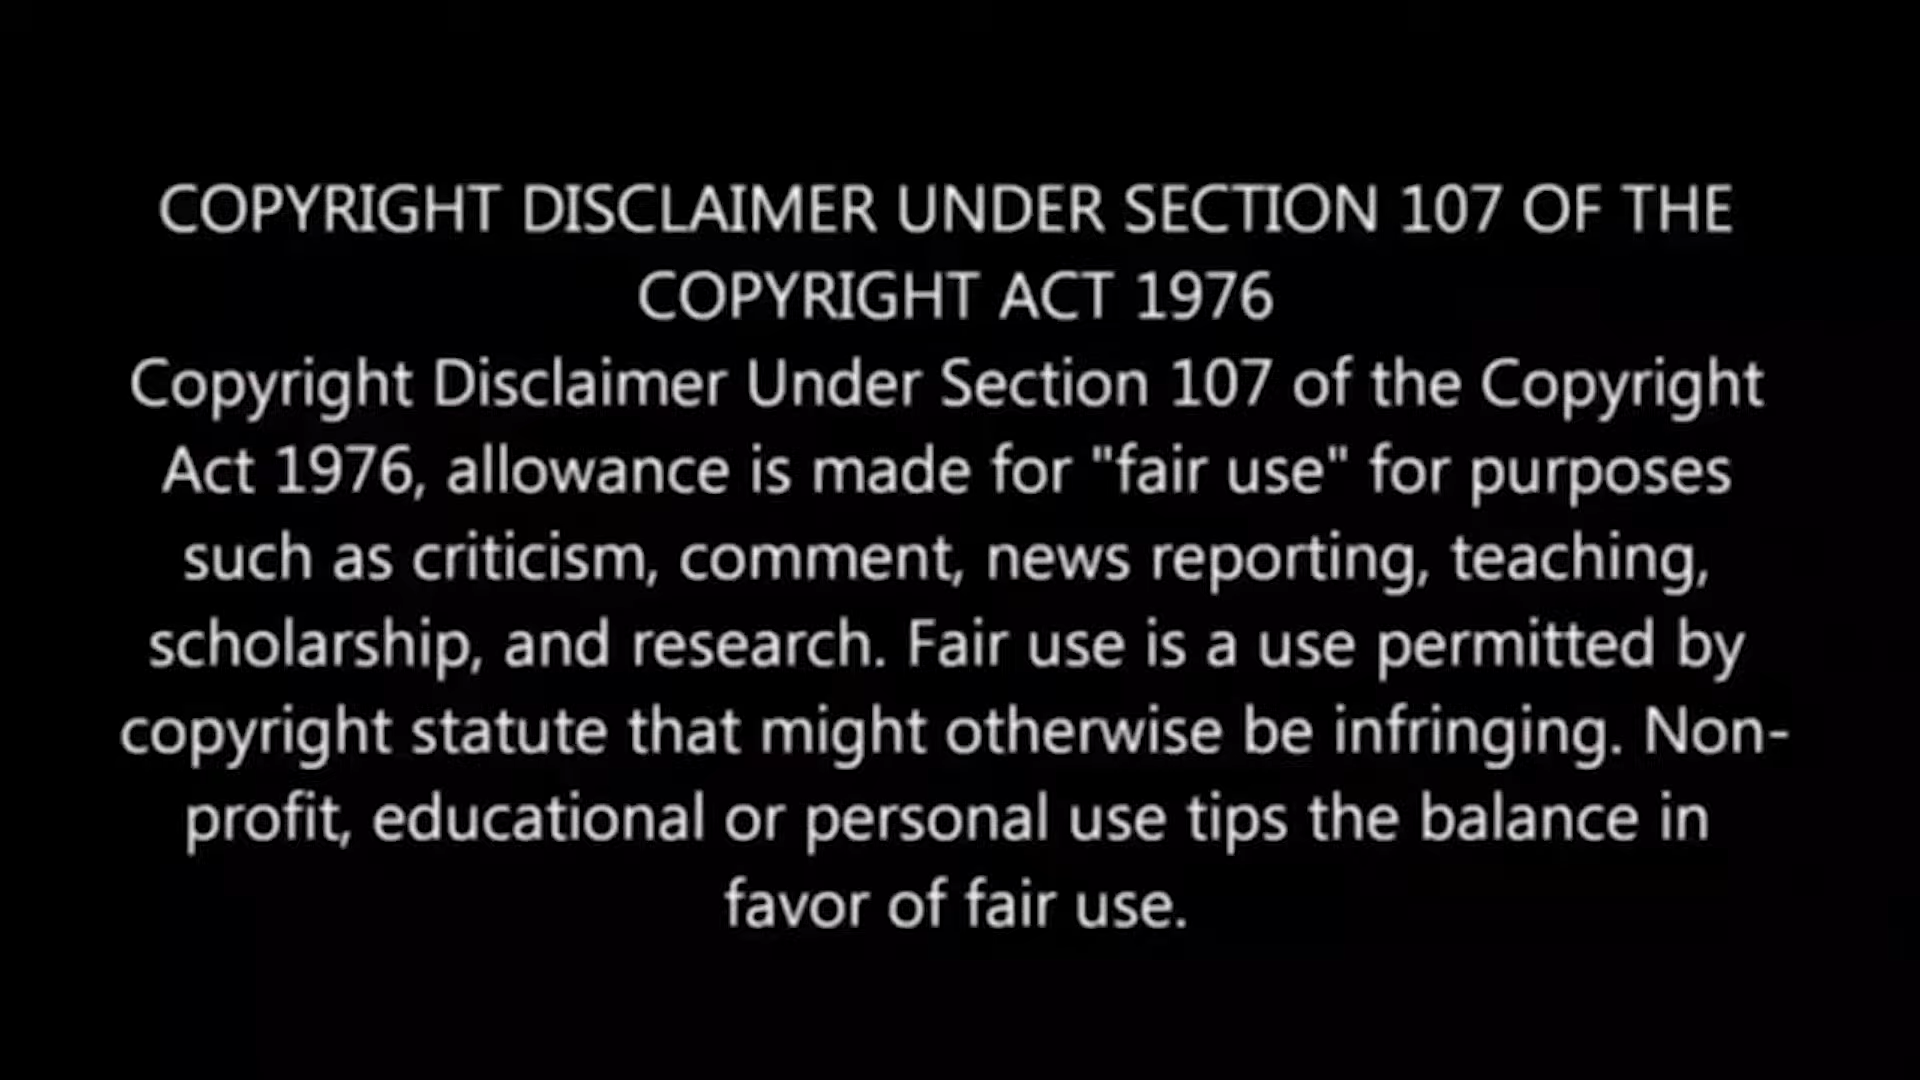 COPYRIGHT DISCLAIMER UNDER SECTION 107 OF THE
COPYRIGHT ACT 1976
Copyright Disclaimer Under Section 107 of the Copyright
Act 1976, allowance is made for "fair use" for purposes
such as criticism, comment, news reporting, teaching,
scholarship, and research. Fair use is a use permitted by
copyright statute that might otherwise be infringing. Non-
profit, educational or personal use tips the balance in
favor of fair use.